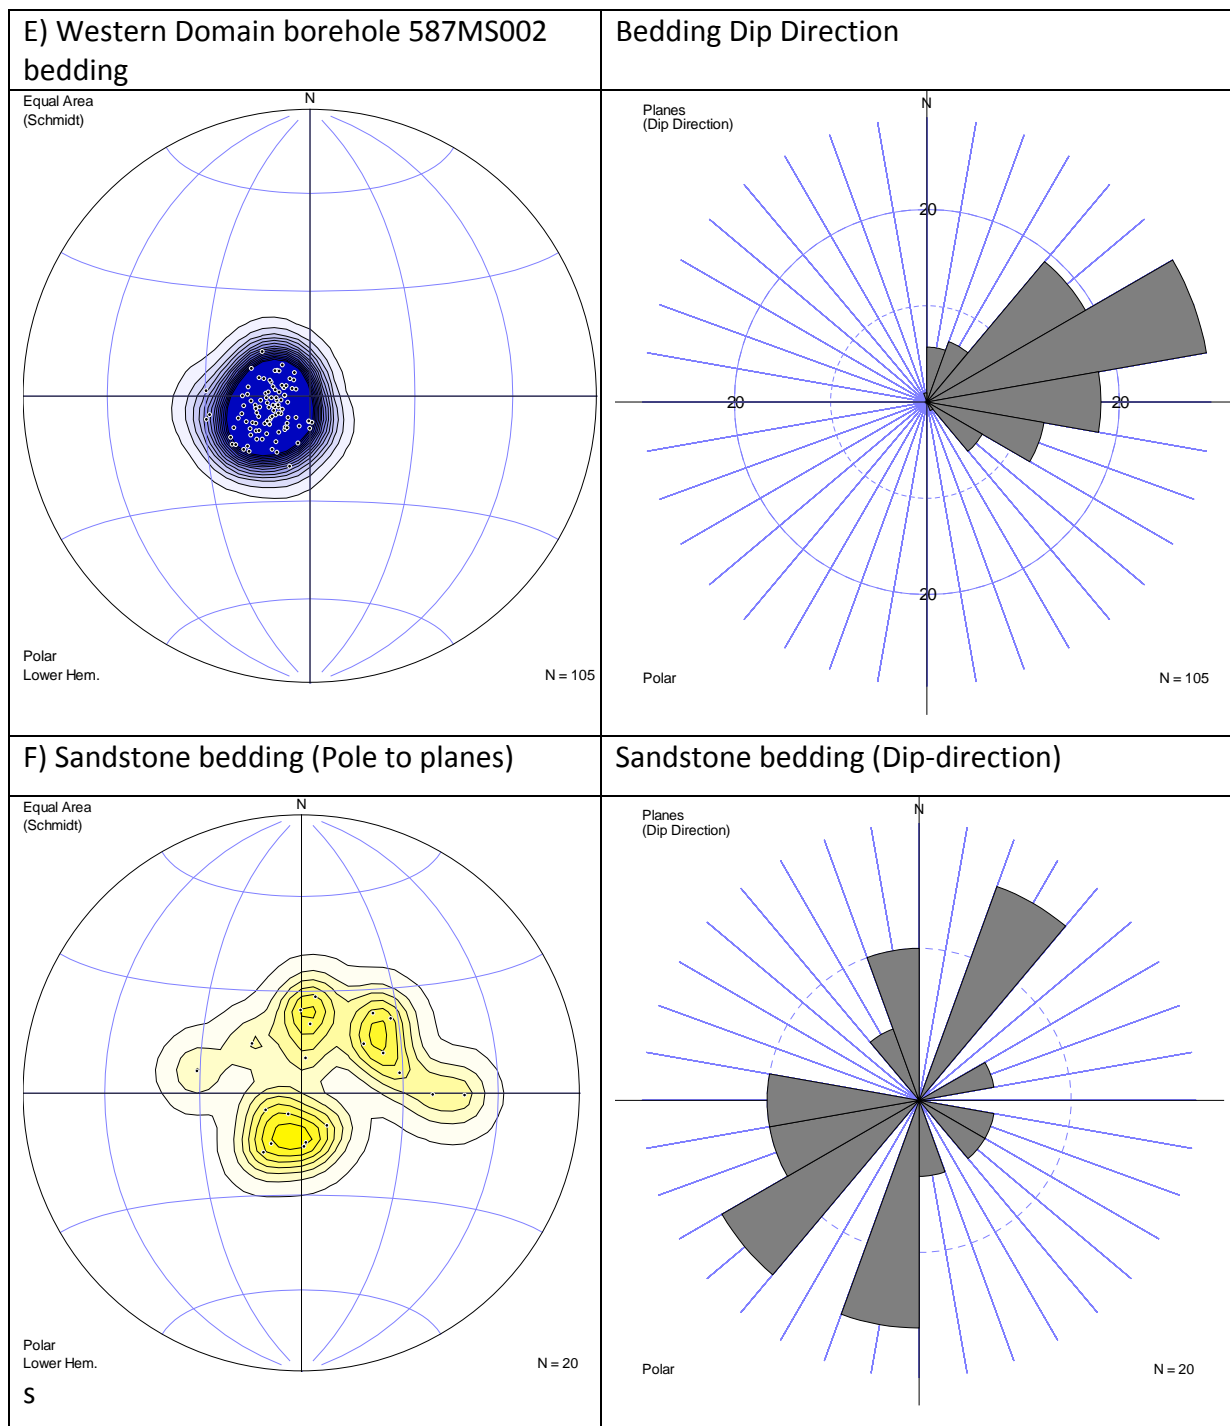 E) Western Domain borehole 587MS002
bedding
Bedding Dip Direction
Equal Area
(Schmidt)
N
Polar
Lower Hem.
N = 105
Planes
(Dip Direction)
N
20
20
20
20
Polar
N = 105
F) Sandstone bedding (Pole to planes)
Sandstone bedding (Dip-direction)
Equal Area
(Schmidt)
N
Polar
Lower Hem.
N = 20
s
Planes
(Dip Direction)
N
Polar
N = 20